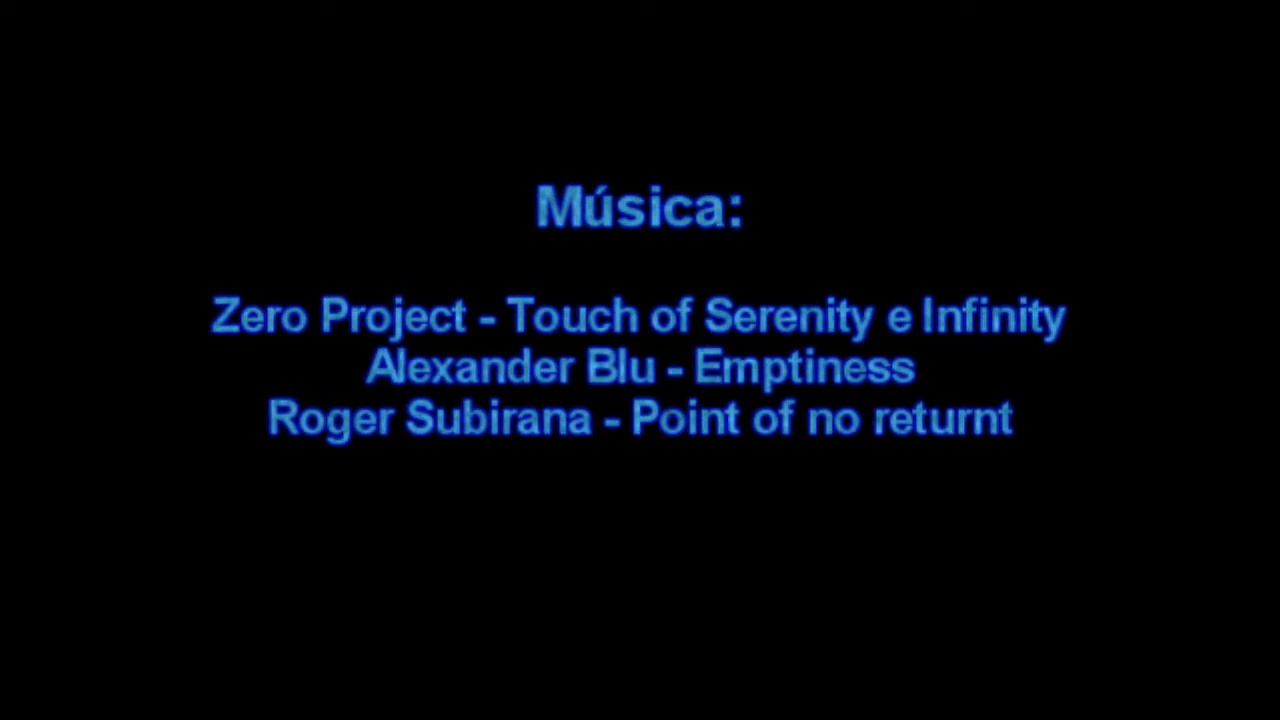 Música:
Zero Project - Touch of Serenity e Infinity
Alexander Blu - Emptiness
Roger Subirana - Point of no returnt